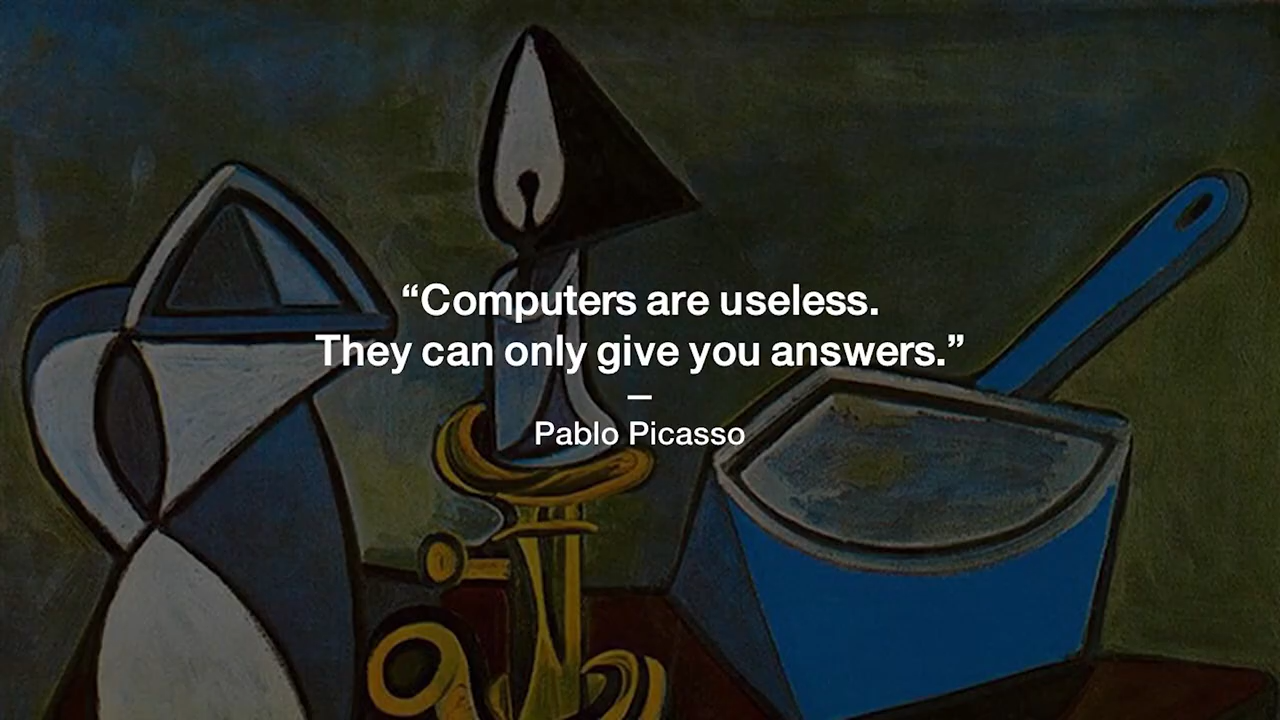 “Computers are useless.
They can only give you answers.”
—
Pablo Picasso